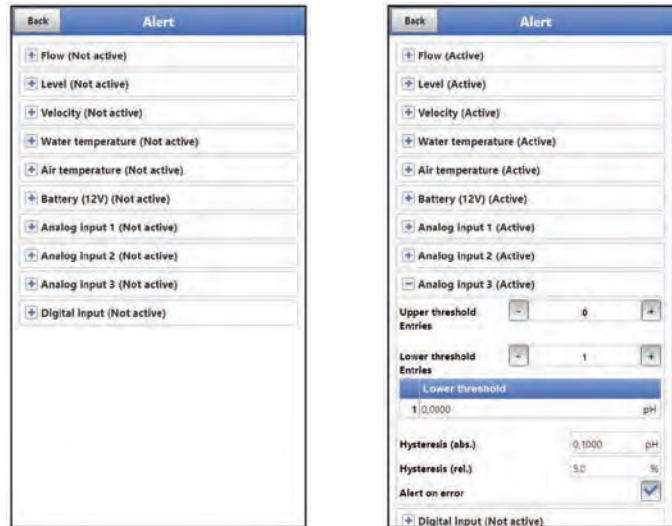 Back Alert
Flow (Not active)
Level (Not active)
Velocity (Not active)
Water temperature (Not active)
Air temperature (Not active)
Battery (12V) (Not active)
Analog input 1 (Not active)
Analog input 2 (Not active)
Analog input 3 (Not active)
Digital input (Not active)
Back Alert
Flow (Active)
Level (Active)
Velocity (Active)
Water temperature (Active)
Air temperature (Active)
Battery (12V) (Active)
Analog input 1 (Active)
Analog input 2 (Active)
Analog input 3 (Active)
Upper threshold - 0 +
Entries
Lower threshold - 1 +
Entries
Lower threshold
1 0,0000 pH
Hysteresis (abs.) 0,1000 pH
Hysteresis (rel.) 5,0 %
Alert on error
Digital input (Not active)